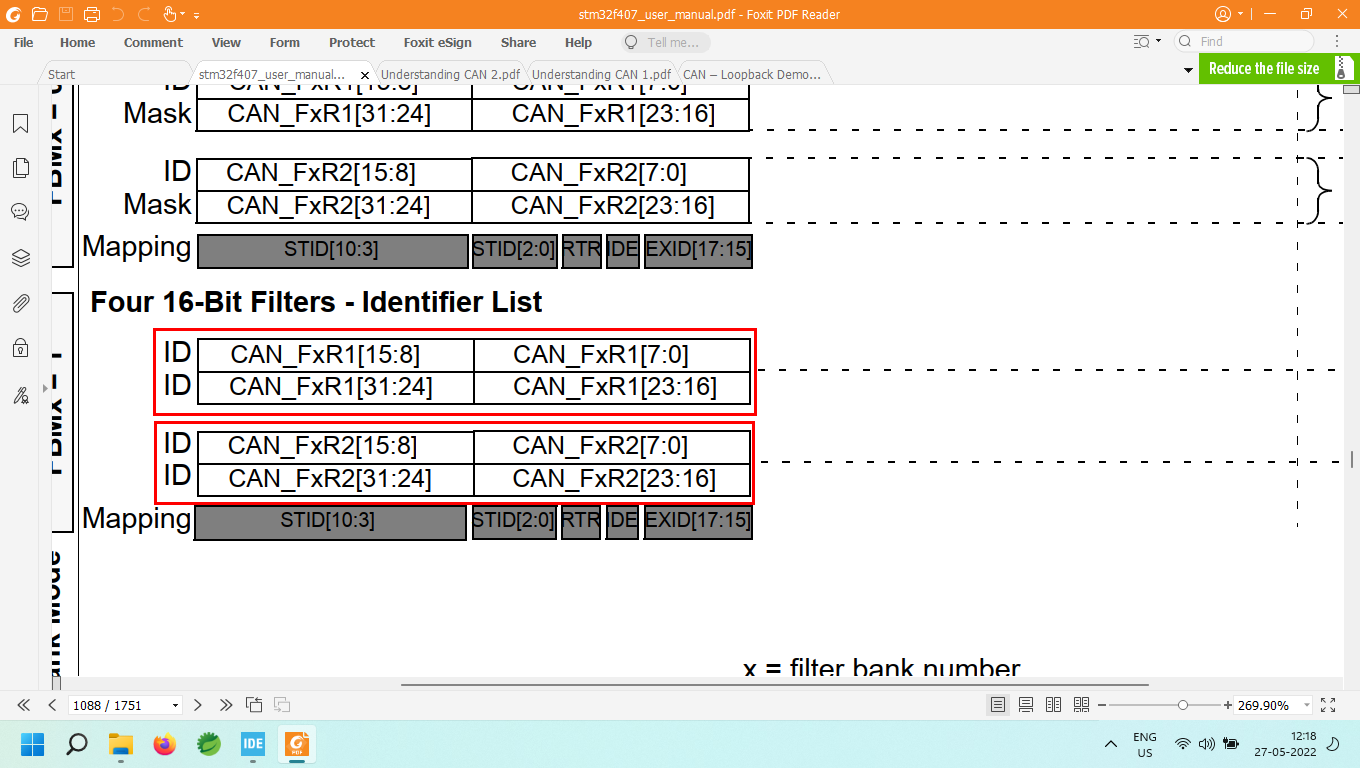 stm32f407_user_manual.pdf - Foxit PDF Reader
File Home Comment View Form Protect Foxit eSign Share Help Tell me... Find
Start stm32f407_user_manual... Understanding CAN 2.pdf Understanding CAN 1.pdf CAN – Loopback Demo... Reduce the file size
Mask CAN_FxR1[31:24] CAN_FxR1[23:16]
ID CAN_FxR2[15:8] CAN_FxR2[7:0]
Mask CAN_FxR2[31:24] CAN_FxR2[23:16]
Mapping STID[10:3] STID[2:0] RTR IDE EXID[17:15]
Four 16-Bit Filters - Identifier List
ID CAN_FxR1[15:8] CAN_FxR1[7:0]
ID CAN_FxR1[31:24] CAN_FxR1[23:16]
ID CAN_FxR2[15:8] CAN_FxR2[7:0]
ID CAN_FxR2[31:24] CAN_FxR2[23:16]
Mapping STID[10:3] STID[2:0] RTR IDE EXID[17:15]
x = filter bank number
1088 / 1751 269.90%
IDE PDF ENG 12:18
US 27-05-2022